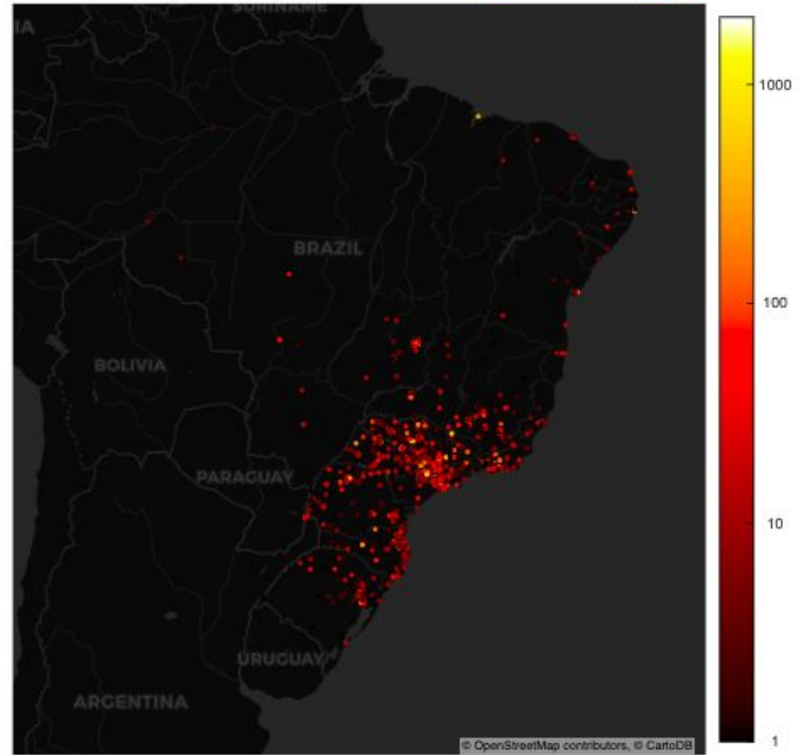 SURINAME
IA
1000
BRAZIL
100
BOLIVIA
PARAGUAY
10
URUGUAY
ARGENTINA
1
© OpenStreetMap contributors, © CartoDB